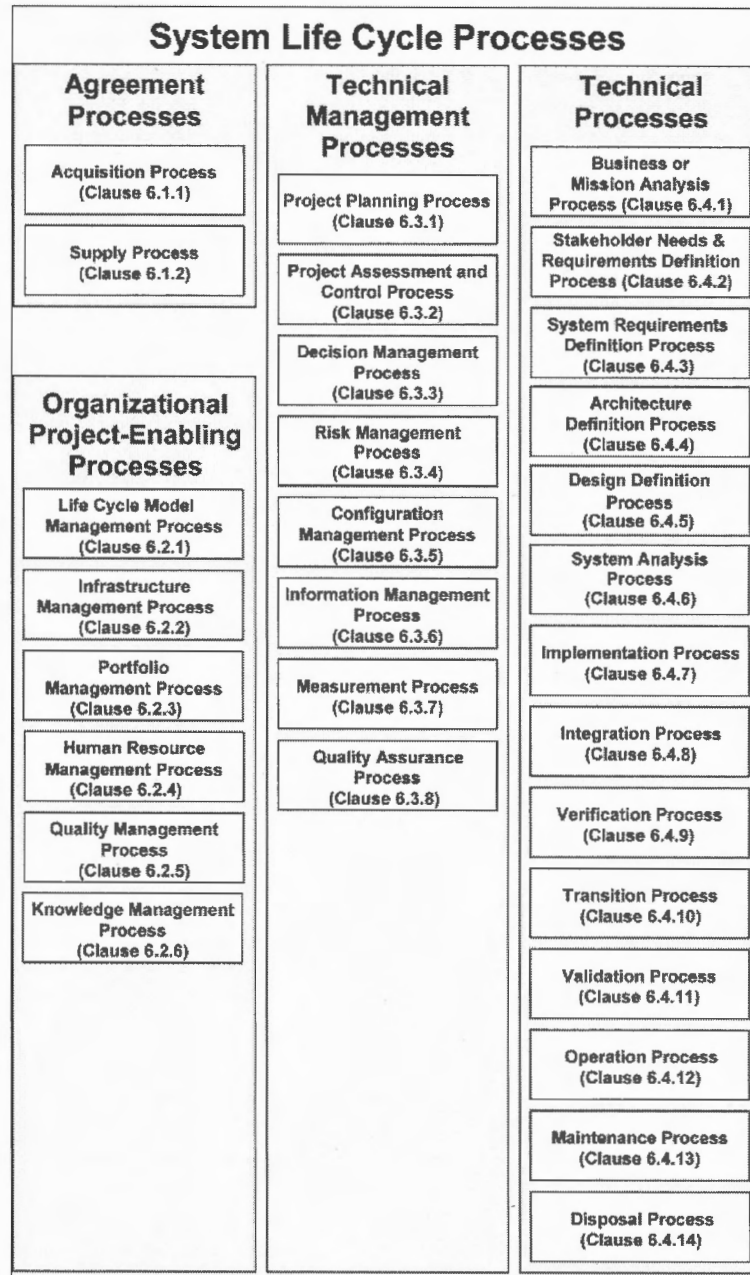 System Life Cycle Processes
Agreement
Processes
Acquisition Process
(Clause 6.1.1)
Supply Process
(Clause 6.1.2)
Organizational
Project-Enabling
Processes
Life Cycle Model
Management Process
(Clause 6.2.1)
Infrastructure
Management Process
(Clause 6.2.2)
Portfolio
Management Process
(Clause 6.2.3)
Human Resource
Management Process
(Clause 6.2.4)
Quality Management
Process
(Clause 6.2.5)
Knowledge Management
Process
(Clause 6.2.6)
Technical
Management
Processes
Project Planning Process
(Clause 6.3.1)
Project Assessment and
Control Process
(Clause 6.3.2)
Decision Management
Process
(Clause 6.3.3)
Risk Management
Process
(Clause 6.3.4)
Configuration
Management Process
(Clause 6.3.5)
Information Management
Process
(Clause 6.3.6)
Measurement Process
(Clause 6.3.7)
Quality Assurance
Process
(Clause 6.3.8)
Technical
Processes
Business or
Mission Analysis
Process (Clause 6.4.1)
Stakeholder Needs &
Requirements Definition
Process (Clause 6.4.2)
System Requirements
Definition Process
(Clause 6.4.3)
Architecture
Definition Process
(Clause 6.4.4)
Design Definition
Process
(Clause 6.4.5)
System Analysis
Process
(Clause 6.4.6)
Implementation Process
(Clause 6.4.7)
Integration Process
(Clause 6.4.8)
Verification Process
(Clause 6.4.9)
Transition Process
(Clause 6.4.10)
Validation Process
(Clause 6.4.11)
Operation Process
(Clause 6.4.12)
Maintenance Process
(Clause 6.4.13)
Disposal Process
(Clause 6.4.14)